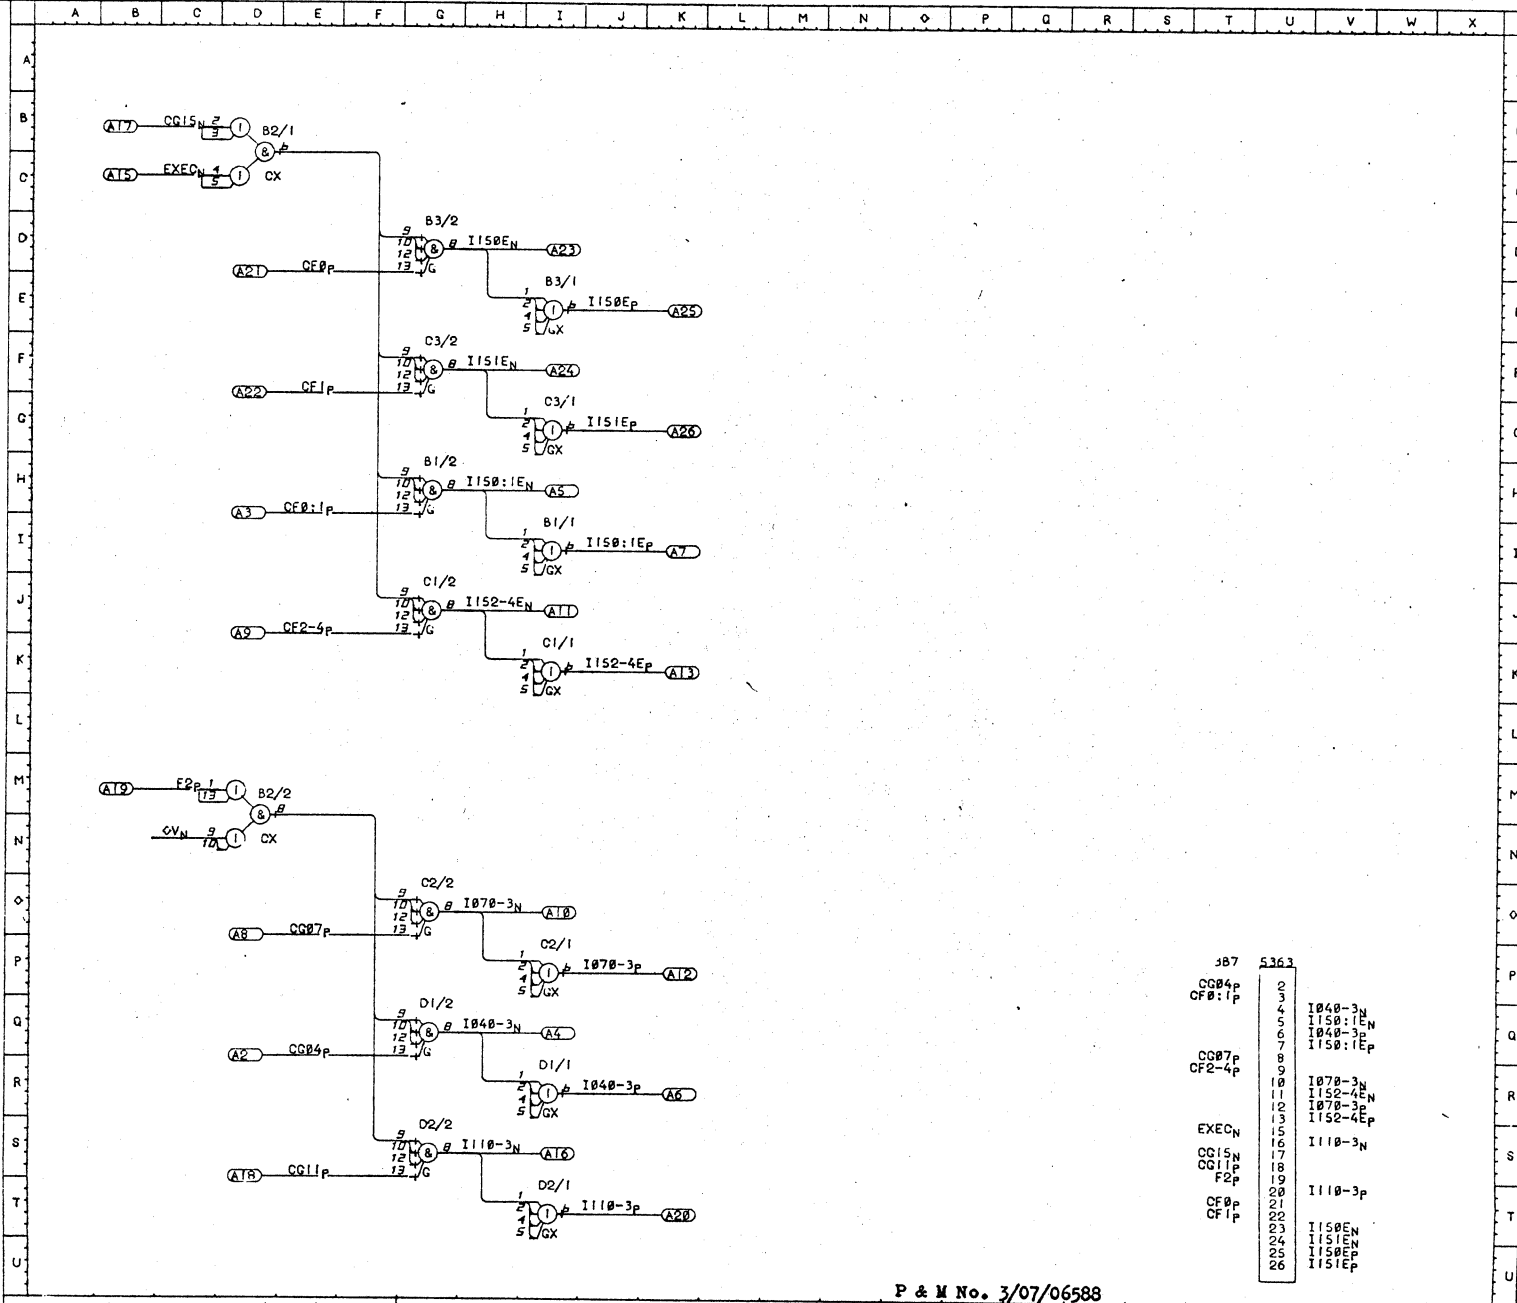 A B C D E F G H I J K L M N ◇ P Q R S T U V W X
A
B
A17 CG15N 2 3 I B2/1
& 6
C
A15 EXECN 4 5 I CX
D
B3/2
9 10 12 13 & G 8 I150EN A23
A21 CF0P
E
B3/1
1 2 4 5 I GX 6 I150EP A25
F
C3/2
9 10 12 13 & G 8 I151EN A24
A22 CF1P
G
C3/1
1 2 4 5 I GX 6 I151EP A26
H
B1/2
9 10 12 13 & G 8 I150:1EN A5
A3 CF0:1P
I
B1/1
1 2 4 5 I GX 6 I150:1EP A7
J
C1/2
9 10 12 13 & G 8 I152-4EN A11
A9 CF2-4P
K
C1/1
1 2 4 5 I GX 6 I152-4EP A13
L
M
A19 F2P 1 13 I B2/2
& 8
N
◇VN 9 10 I CX
◇
C2/2
9 10 12 13 & G 8 I070-3N A10
A8 CG07P
P
C2/1
1 2 4 5 I GX 6 I070-3P A12
Q
D1/2
9 10 12 13 & G 8 I040-3N A4
A2 CG04P
R
D1/1
1 2 4 5 I GX 6 I040-3P A6
S
D2/2
9 10 12 13 & G 8 I110-3N A16
A18 CG11P
T
D2/1
1 2 4 5 I GX 6 I110-3P A20
U
3B7 5363
CG04P 2
CF0:1P 3
4 I040-3N
5 I150:1EN
6 I040-3P
7 I150:1EP
CG07P 8
CF2-4P 9
10 I070-3N
11 I152-4EN
12 I070-3P
13 I152-4EP
EXECN 15
16 I110-3N
CG15N 17
CG11P 18
F2P 19
20 I110-3P
CF0P 21
CF1P 22
23 I150EN
24 I151EN
25 I150EP
26 I151EP
P & M No. 3/07/06588